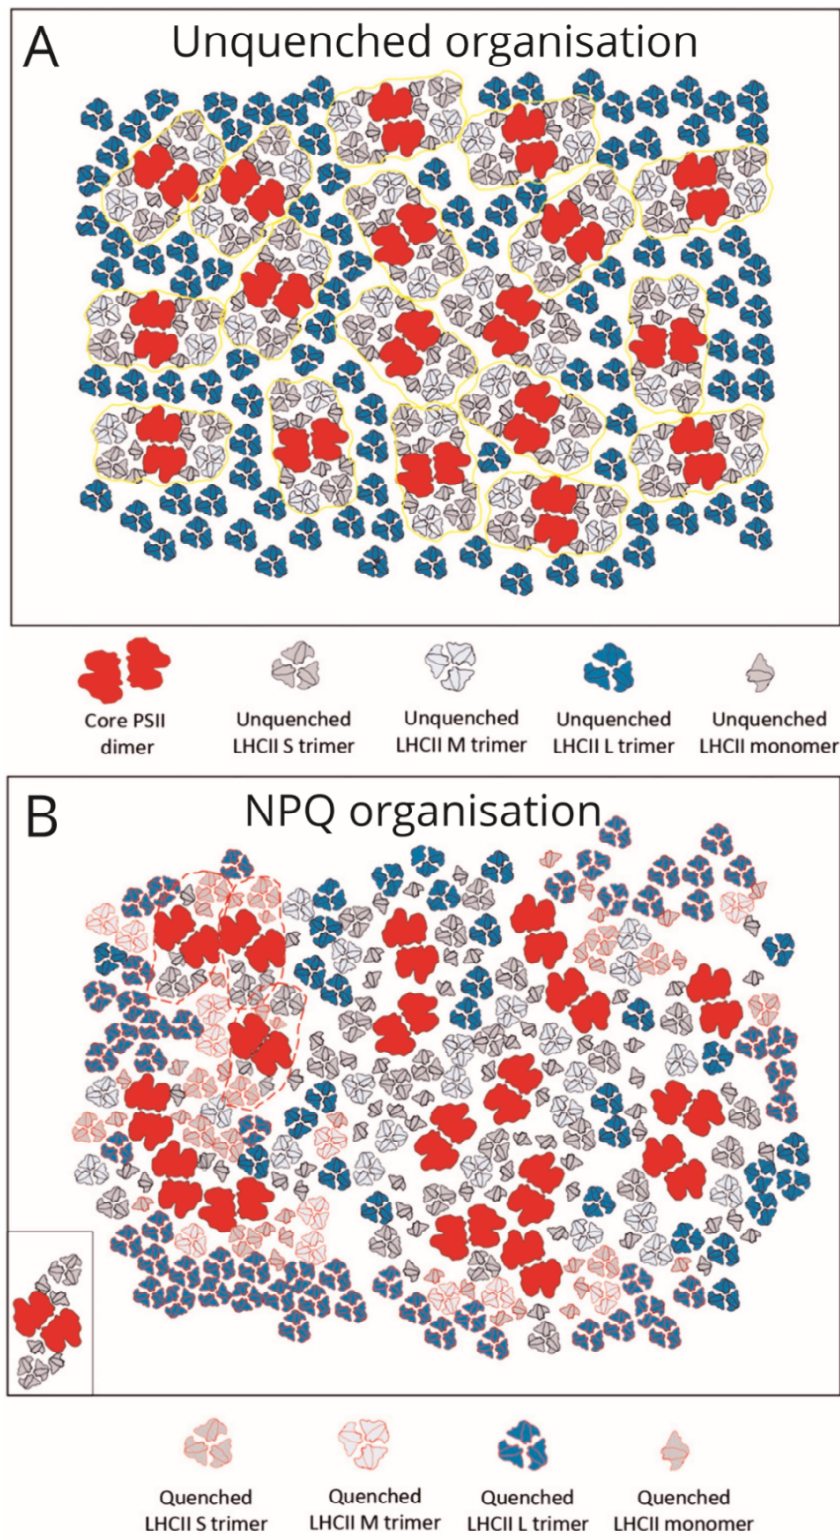 A
Unquenched organisation
Core PSII
dimer
Unquenched
LHCII S trimer
Unquenched
LHCII M trimer
Unquenched
LHCII L trimer
Unquenched
LHCII monomer
B
NPQ organisation
Quenched
LHCII S trimer
Quenched
LHCII M trimer
Quenched
LHCII L trimer
Quenched
LHCII monomer